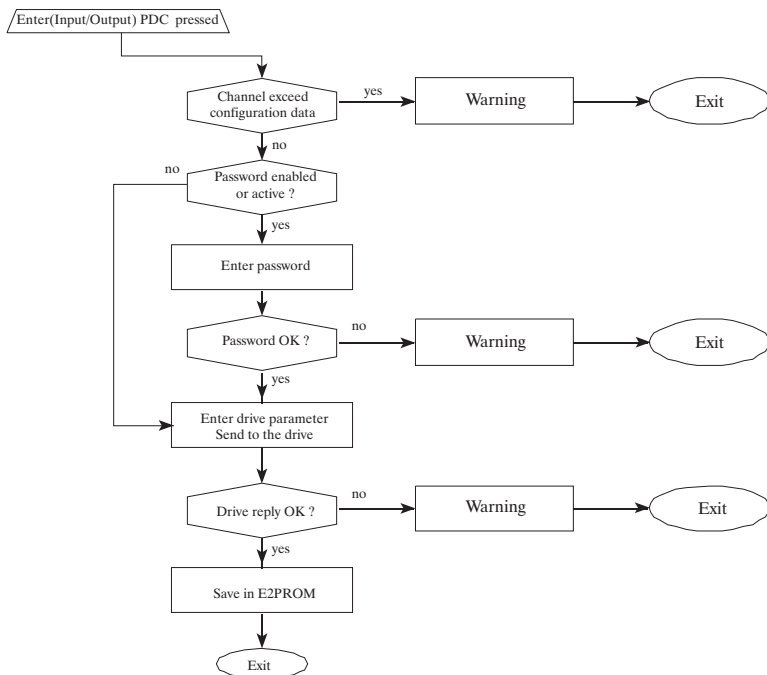 Enter(Input/Output) PDC pressed
Channel exceed
configuration data
yes
Warning
Exit
no
no
Password enabled
or active ?
yes
Enter password
Password OK ?
no
Warning
Exit
yes
Enter drive parameter
Send to the drive
Drive reply OK ?
no
Warning
Exit
yes
Save in E2PROM
Exit